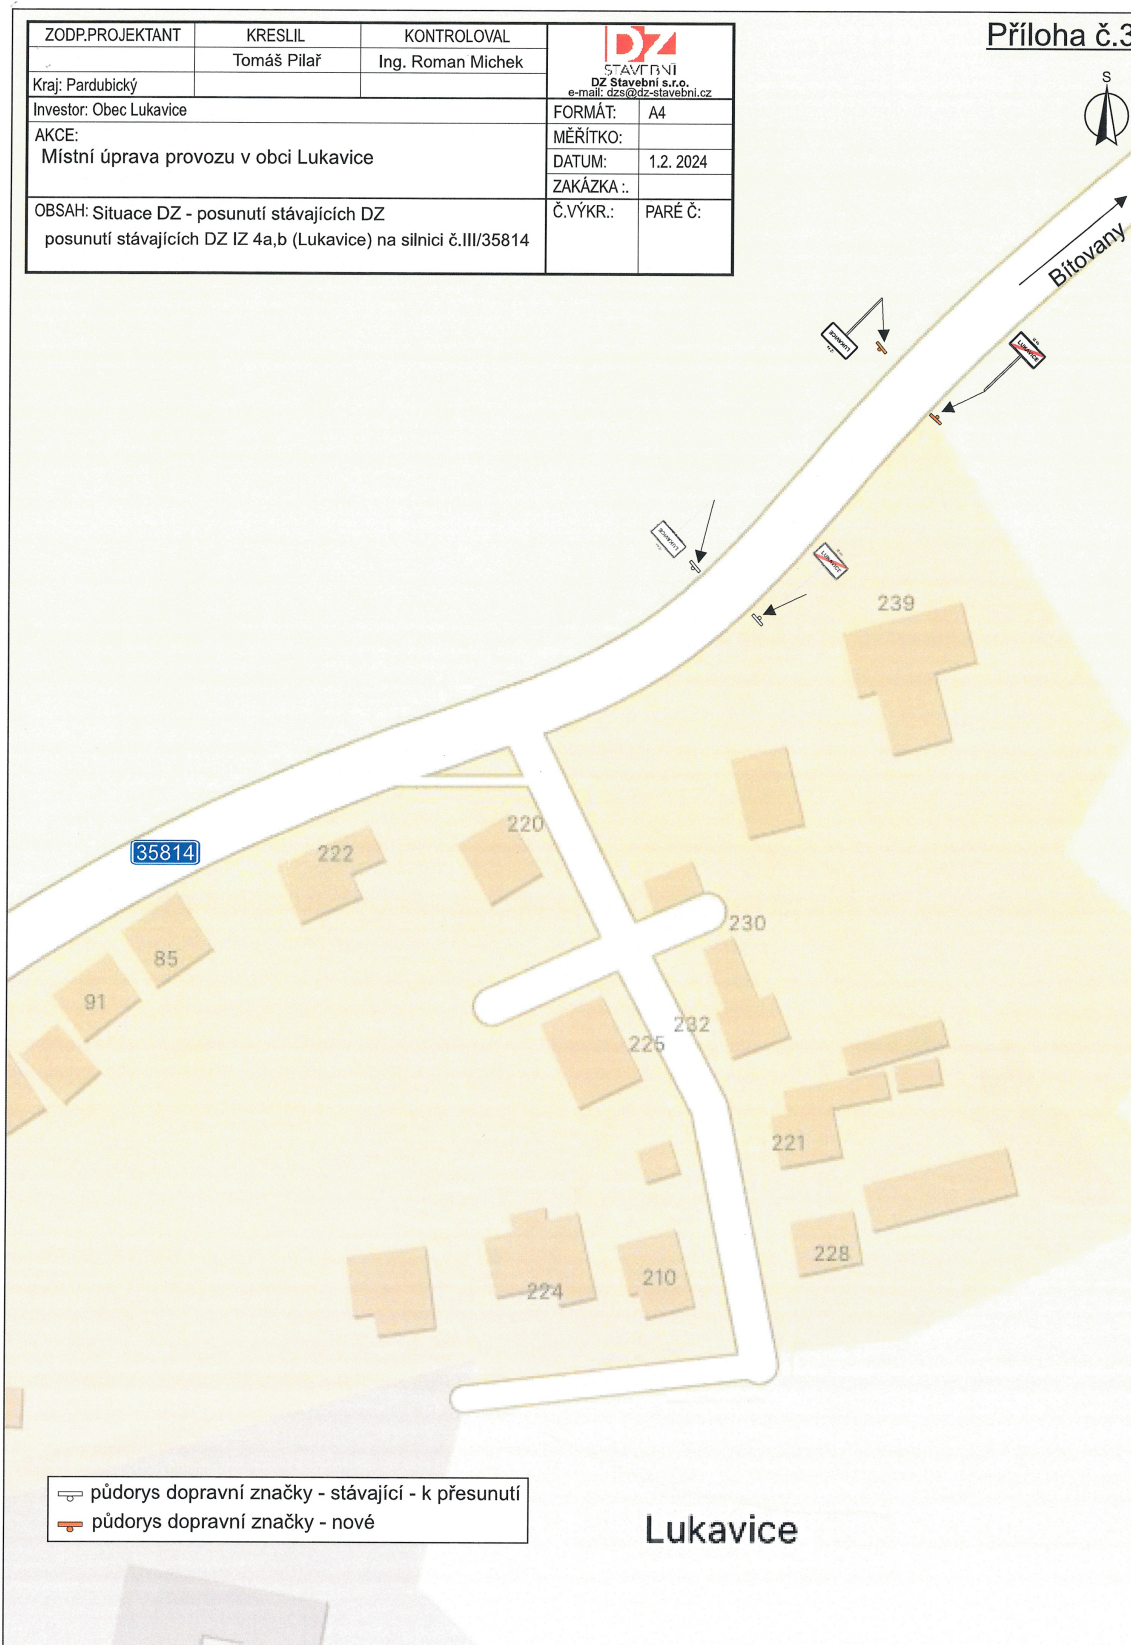 Příloha č.3
ZODP.PROJEKTANT KRESLIL KONTROLOVAL
Tomáš Pilař Ing. Roman Michek
Kraj: Pardubický
DZ
STAVEBNÍ
DZ Stavební s.r.o.
e-mail: dzs@dz-stavebni.cz
Investor: Obec Lukavice
FORMÁT: A4
AKCE:
Místní úprava provozu v obci Lukavice
MĚŘÍTKO:
DATUM: 1.2. 2024
ZAKÁZKA :.
OBSAH: Situace DZ - posunutí stávajících DZ
posunutí stávajících DZ IZ 4a,b (Lukavice) na silnici č.III/35814
Č.VÝKR.: PARÉ Č:
S
Bítovany
LUKAVICE
LUKAVICE
LUKAVICE
LUKAVICE
239
220
35814
222
230
85
91
232
225
221
228
210
224
půdorys dopravní značky - stávající - k přesunutí
půdorys dopravní značky - nové
Lukavice